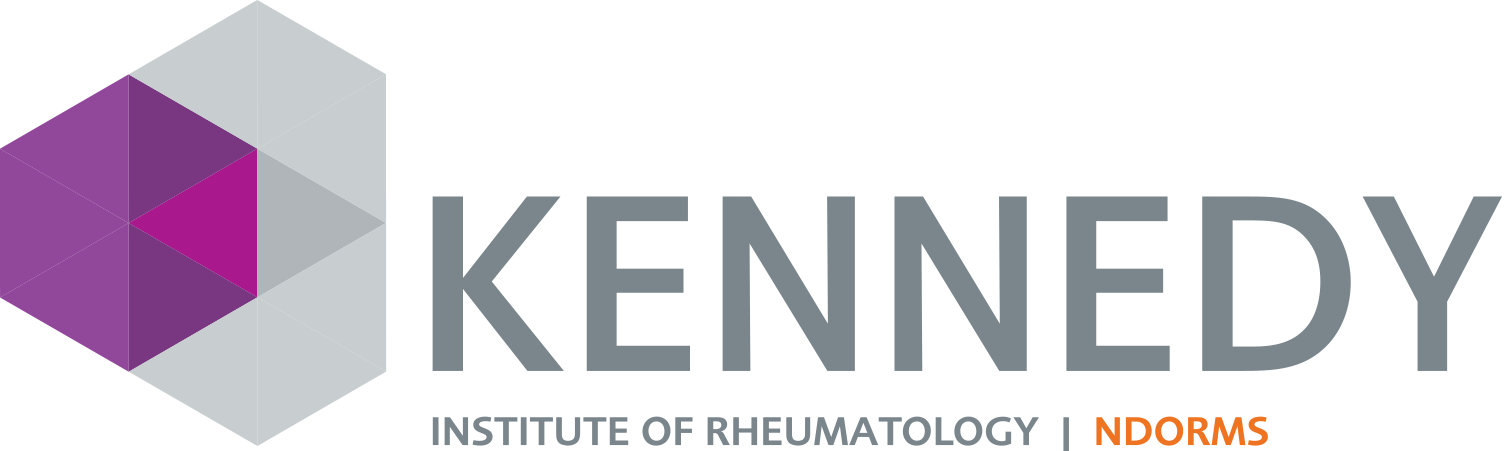 KENNEDY
INSTITUTE OF RHEUMATOLOGY | NDORMS